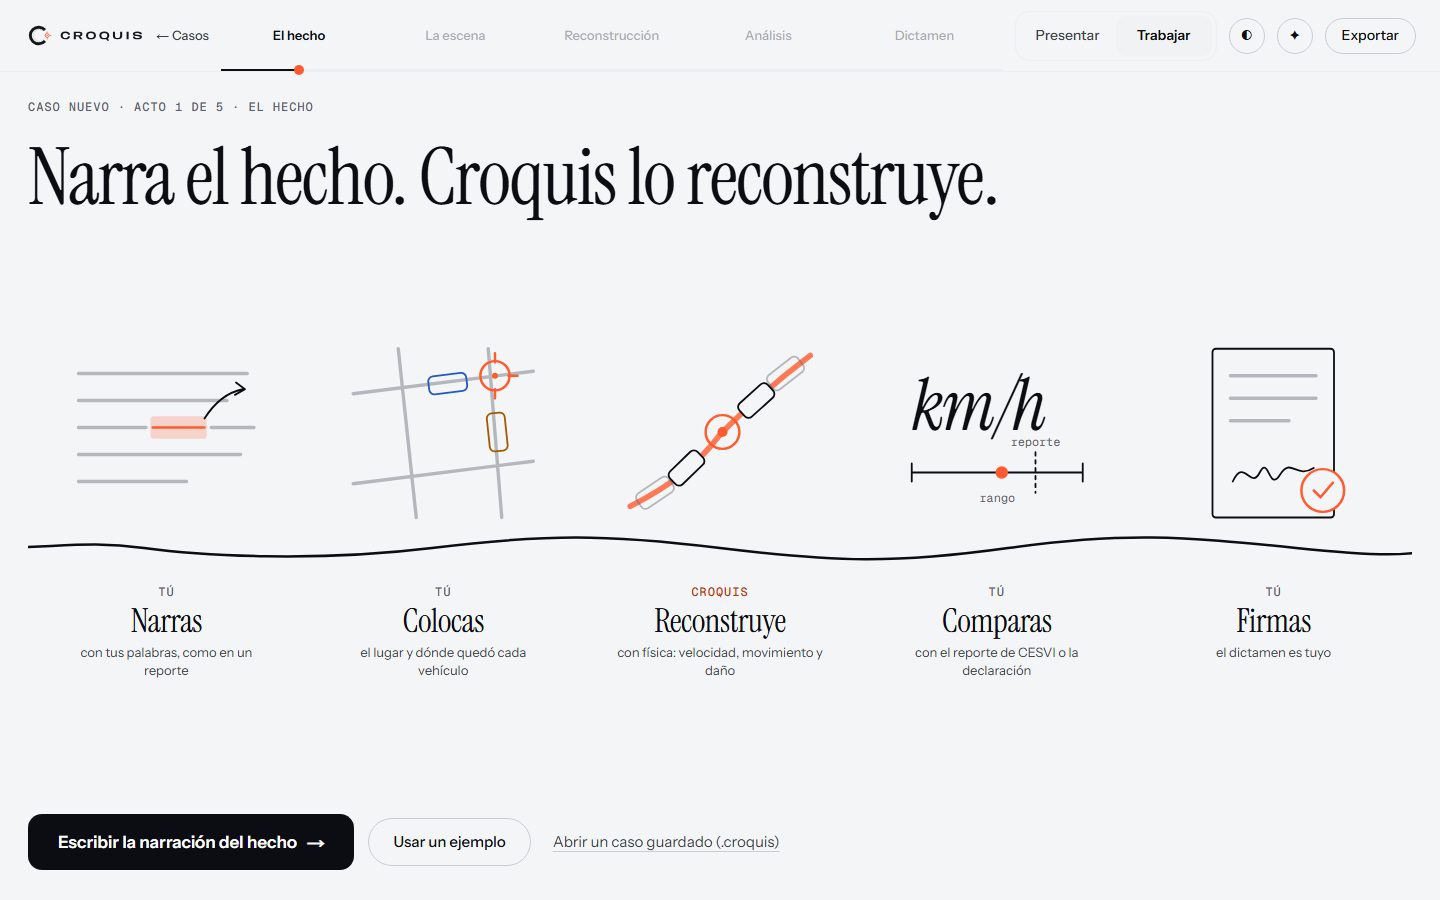 CROQUIS
← Casos
El hecho
La escena
Reconstrucción
Análisis
Dictamen
Presentar
Trabajar
Exportar
CASO NUEVO · ACTO 1 DE 5 · EL HECHO
Narra el hecho. Croquis lo reconstruye.
km/h
reporte
rango
TÚ
Narras
con tus palabras, como en un
reporte
TÚ
Colocas
el lugar y dónde quedó cada
vehículo
CROQUIS
Reconstruye
con física: velocidad, movimiento y
daño
TÚ
Comparas
con el reporte de CESVI o la
declaración
TÚ
Firmas
el dictamen es tuyo
Escribir la narración del hecho →
Usar un ejemplo
Abrir un caso guardado (.croquis)